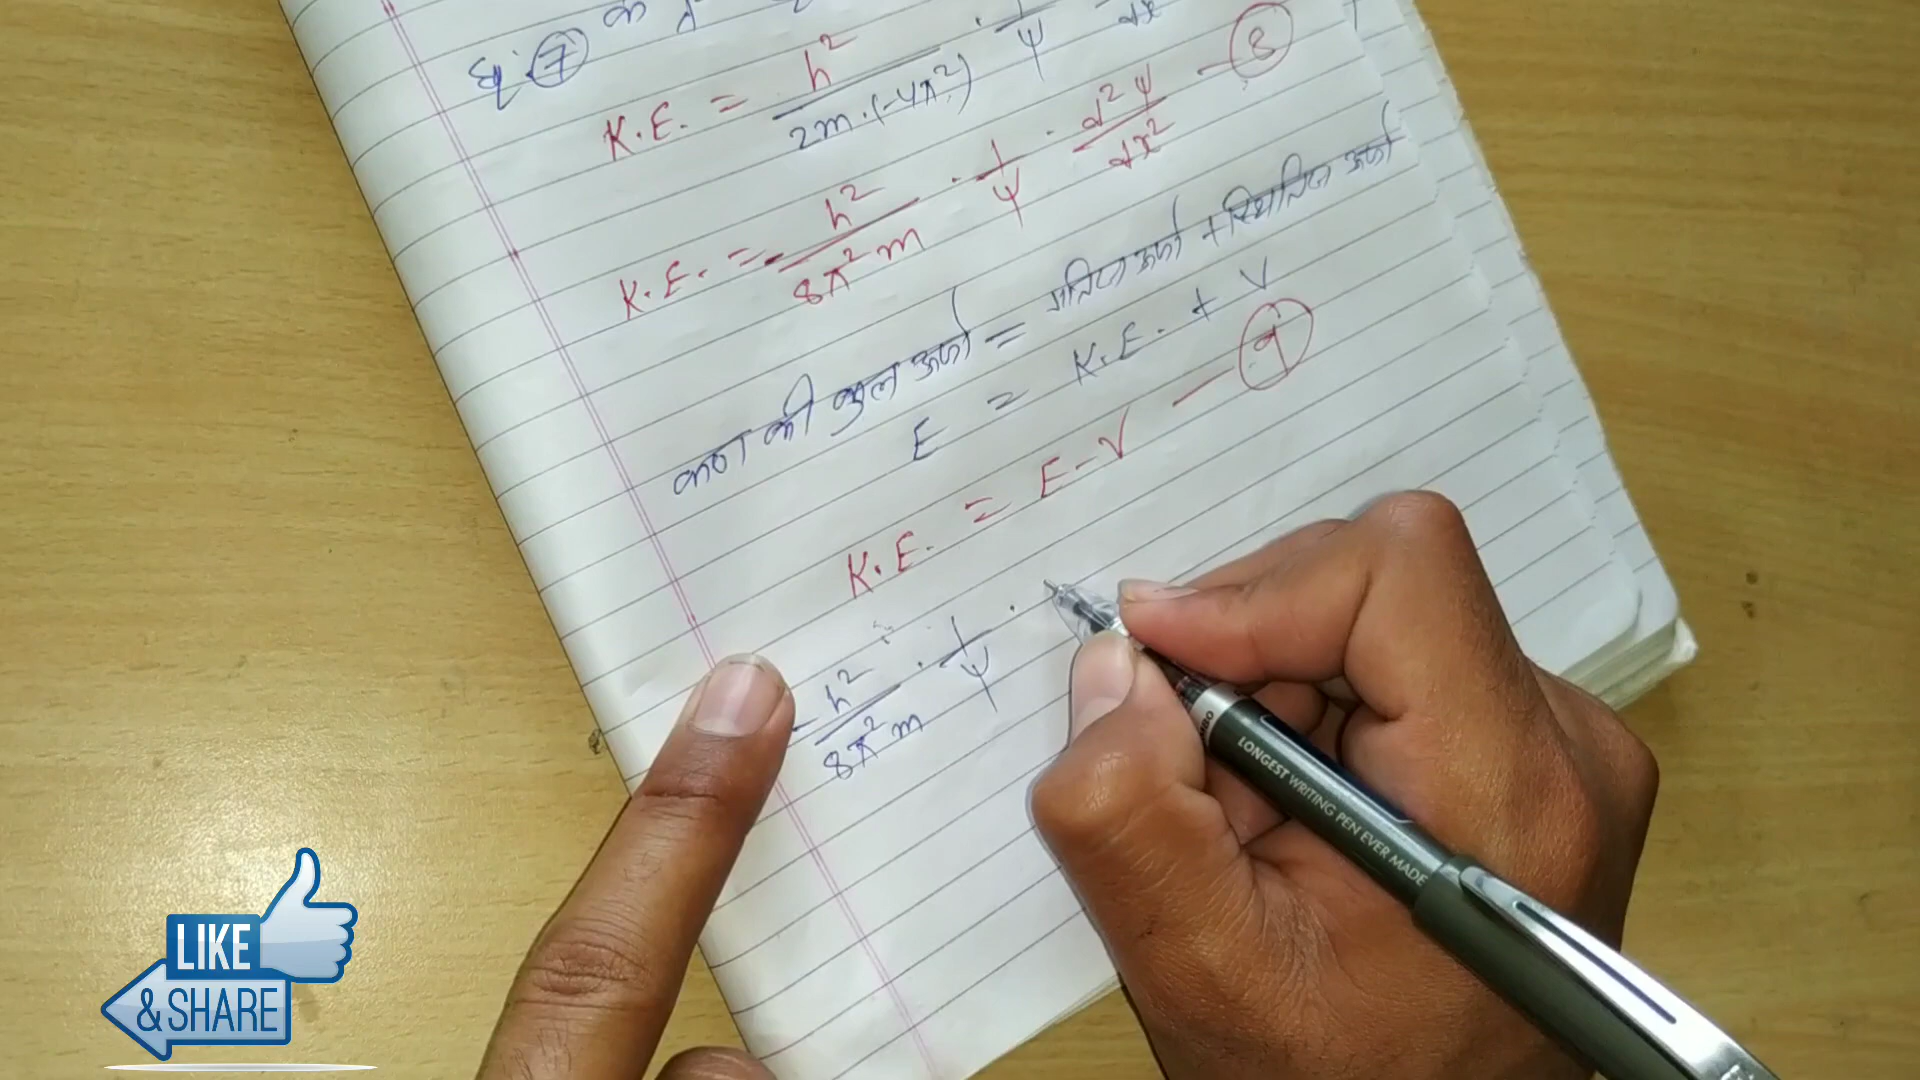 समी. ⑦
K.E. = h² / 2m.(-4π²) · 1/ψ
K.E. = - h² / 8π²m · 1/ψ · d²ψ / dx² — ⑧
कण की कुल ऊर्जा = गतिज ऊर्जा + स्थितिज ऊर्जा
E = K.E. + V
K.E. = E - V — ⑨
- h² / 8π²m · 1/ψ ·
LONGEST WRITING PEN EVER MADE
LIKE
& SHARE